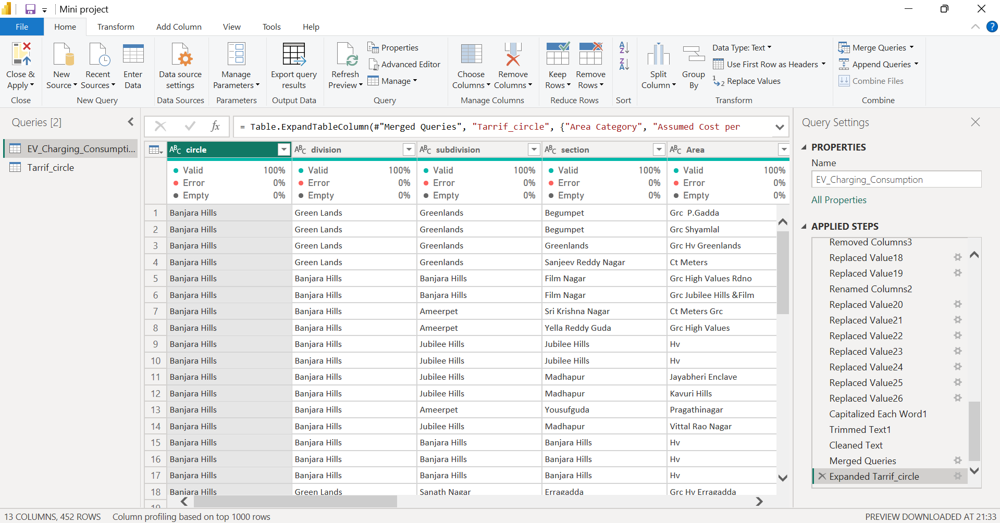 Mini project
File Home Transform Add Column View Tools Help
Close & Apply
New Source
Recent Sources
Enter Data
Data source settings
Manage Parameters
Export query results
Refresh Preview
Properties
Advanced Editor
Manage
Choose Columns
Remove Columns
Keep Rows
Remove Rows
Split Column
Group By
Data Type: Text
Use First Row as Headers
Replace Values
Merge Queries
Append Queries
Combine Files
Close New Query Data Sources Parameters Output Data Query Manage Columns Reduce Rows Sort Transform Combine
Queries [2]
EV_Charging_Consumpti...
Tarrif_circle
fx = Table.ExpandTableColumn(#"Merged Queries", "Tarrif_circle", {"Area Category", "Assumed Cost per
ABC circle ABC division ABC subdivision ABC section ABC Area
Valid 100% Valid 100% Valid 100% Valid 100% Valid 100%
Error 0% Error 0% Error 0% Error 0% Error 0%
Empty 0% Empty 0% Empty 0% Empty 0% Empty 0%
1 Banjara Hills Green Lands Greenlands Begumpet Grc P.Gadda
2 Banjara Hills Green Lands Greenlands Begumpet Grc Shyamlal
3 Banjara Hills Green Lands Greenlands Greenlands Grc Hv Greenlands
4 Banjara Hills Green Lands Greenlands Sanjeev Reddy Nagar Ct Meters
5 Banjara Hills Banjara Hills Banjara Hills Film Nagar Grc High Values Rdno
6 Banjara Hills Banjara Hills Banjara Hills Film Nagar Grc Jubilee Hills &Film
7 Banjara Hills Banjara Hills Ameerpet Sri Krishna Nagar Ct Meters Grc
8 Banjara Hills Banjara Hills Ameerpet Yella Reddy Guda Grc High Values
9 Banjara Hills Banjara Hills Jubilee Hills Jubilee Hills Hv
10 Banjara Hills Banjara Hills Jubilee Hills Jubilee Hills Hv
11 Banjara Hills Banjara Hills Jubilee Hills Madhapur Jayabheri Enclave
12 Banjara Hills Banjara Hills Jubilee Hills Madhapur Kavuri Hills
13 Banjara Hills Banjara Hills Ameerpet Yousufguda Pragathinagar
14 Banjara Hills Banjara Hills Jubilee Hills Madhapur Vittal Rao Nagar
15 Banjara Hills Banjara Hills Banjara Hills Banjara Hills Hv
16 Banjara Hills Banjara Hills Banjara Hills Banjara Hills Hv
17 Banjara Hills Banjara Hills Banjara Hills Banjara Hills Hv
18 Banjara Hills Green Lands Sanath Nagar Erragadda Grc Hv Erragadda
19
Query Settings
PROPERTIES
Name
EV_Charging_Consumption
All Properties
APPLIED STEPS
Removed Columns3
Replaced Value18
Replaced Value19
Renamed Columns2
Replaced Value20
Replaced Value21
Replaced Value22
Replaced Value23
Replaced Value24
Replaced Value25
Replaced Value26
Capitalized Each Word1
Trimmed Text1
Cleaned Text
Merged Queries
Expanded Tarrif_circle
13 COLUMNS, 452 ROWS Column profiling based on top 1000 rows PREVIEW DOWNLOADED AT 21:33